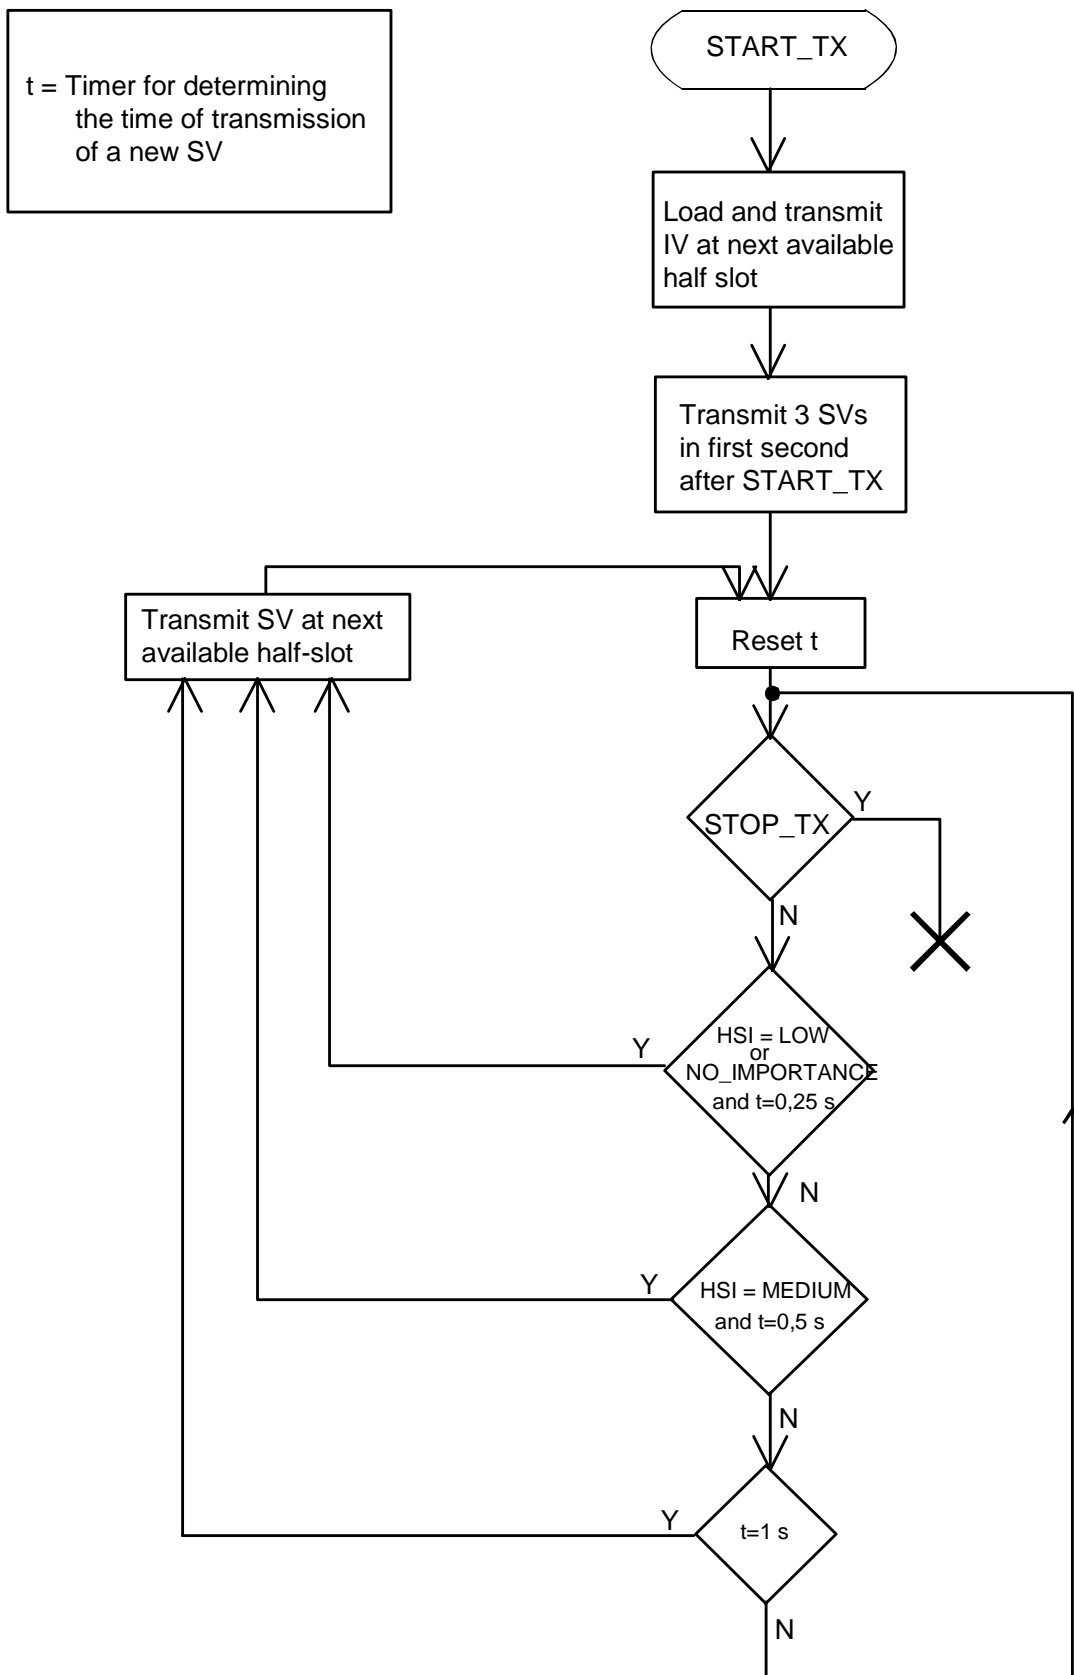 t = Timer for determining
the time of transmission
of a new SV
START_TX
Load and transmit
IV at next available
half slot
Transmit 3 SVs
in first second
after START_TX
Transmit SV at next
available half-slot
Reset t
STOP_TX
Y
N
HSI = LOW
or
NO_IMPORTANCE
and t=0,25 s
Y
N
HSI = MEDIUM
and t=0,5 s
Y
N
t=1 s
Y
N